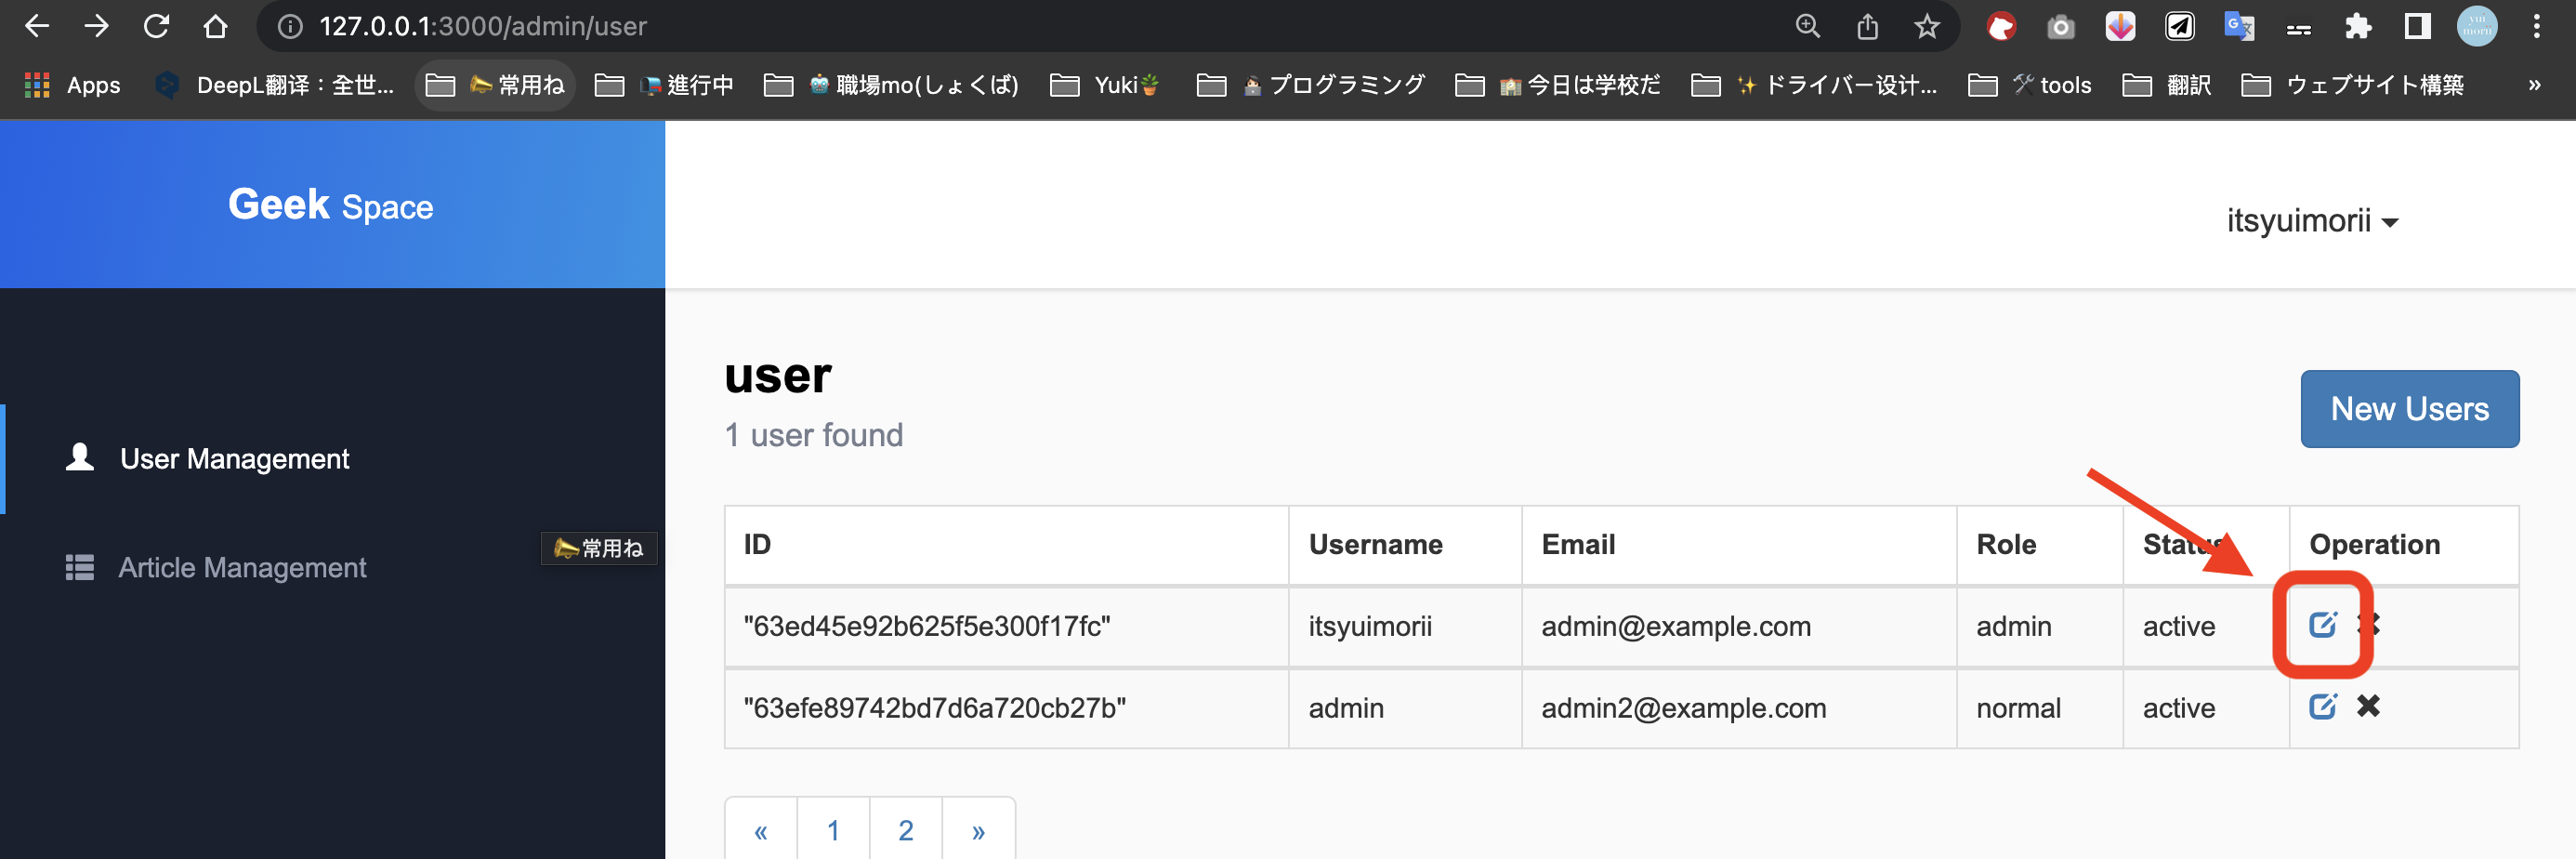 127.0.0.1:3000/admin/user
Apps DeepL翻译：全世... 常用ね 進行中 職場mo(しょくば) Yuki プログラミング 今日は学校だ ドライバー设计... tools 翻訳 ウェブサイト構築 »
Geek Space
itsyuimorii
user
1 user found
New Users
User Management
Article Management
常用ね
ID Username Email Role Status Operation
"63ed45e92b625f5e300f17fc" itsyuimorii admin@example.com admin active
"63efe89742bd7d6a720cb27b" admin admin2@example.com normal active
« 1 2 »